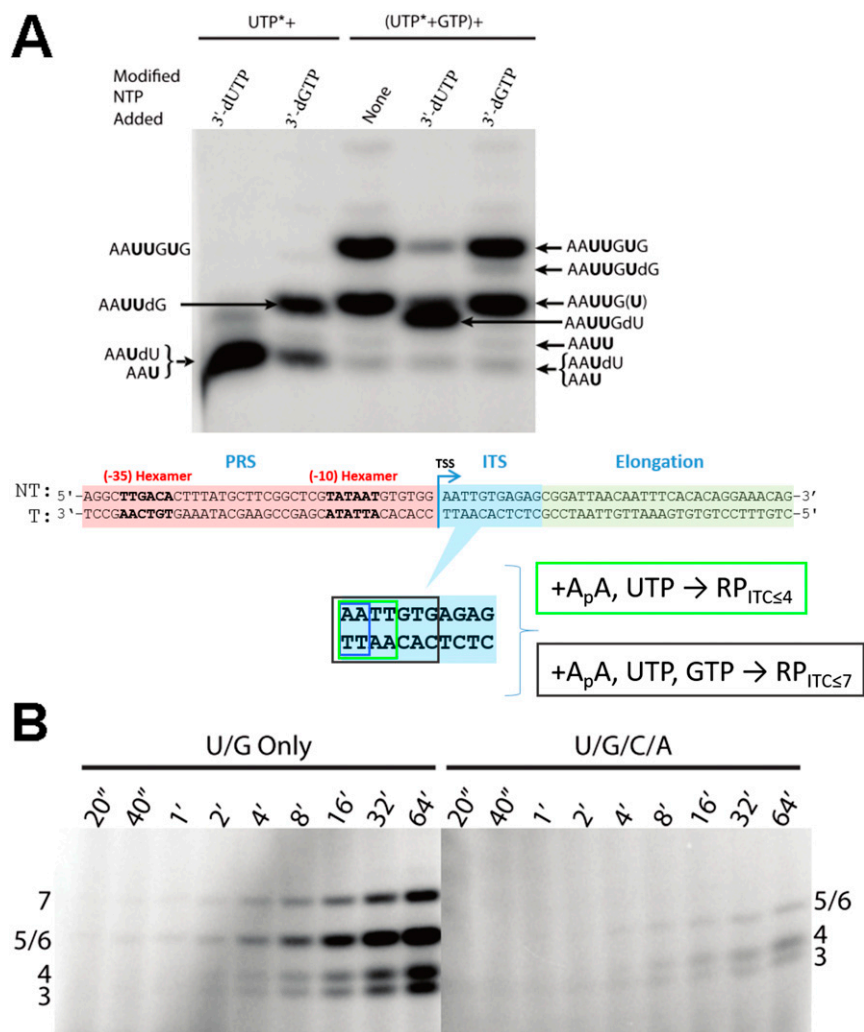 A
UTP*+ (UTP*+GTP)+
Modified NTP Added
3'-dUTP 3'-dGTP None 3'-dUTP 3'-dGTP
AAUUGUG
AAUUdG
AAUdU
AAU
AAUUGUG
AAUUGUdG
AAUUG(U)
AAUUGdU
AAUU
AAUdU
AAU
PRS TSS ITS Elongation
(-35) Hexamer (-10) Hexamer
NT: 5'-AGGCTTGACACTTTATGCTTCGGCTCGTATAATGTGTGG AATTGTGAGAGCGGATTAACAATTTCACACAGGAAACAG-3'
T: 3'-TCCGAACTGTGAAATACGAAGCCGAGCATATTACACACC TTAACACTCTCGCCTAATTGTTAAAGTGTGTCCTTTGTC-5'
AATTGTGAGAG
TTAACACTCTC
+ApA, UTP → RPITC≤4
+ApA, UTP, GTP → RPITC≤7
B
U/G Only U/G/C/A
20" 40" 1' 2' 4' 8' 16' 32' 64' 20" 40" 1' 2' 4' 8' 16' 32' 64'
7
5/6
4
3
5/6
4
3